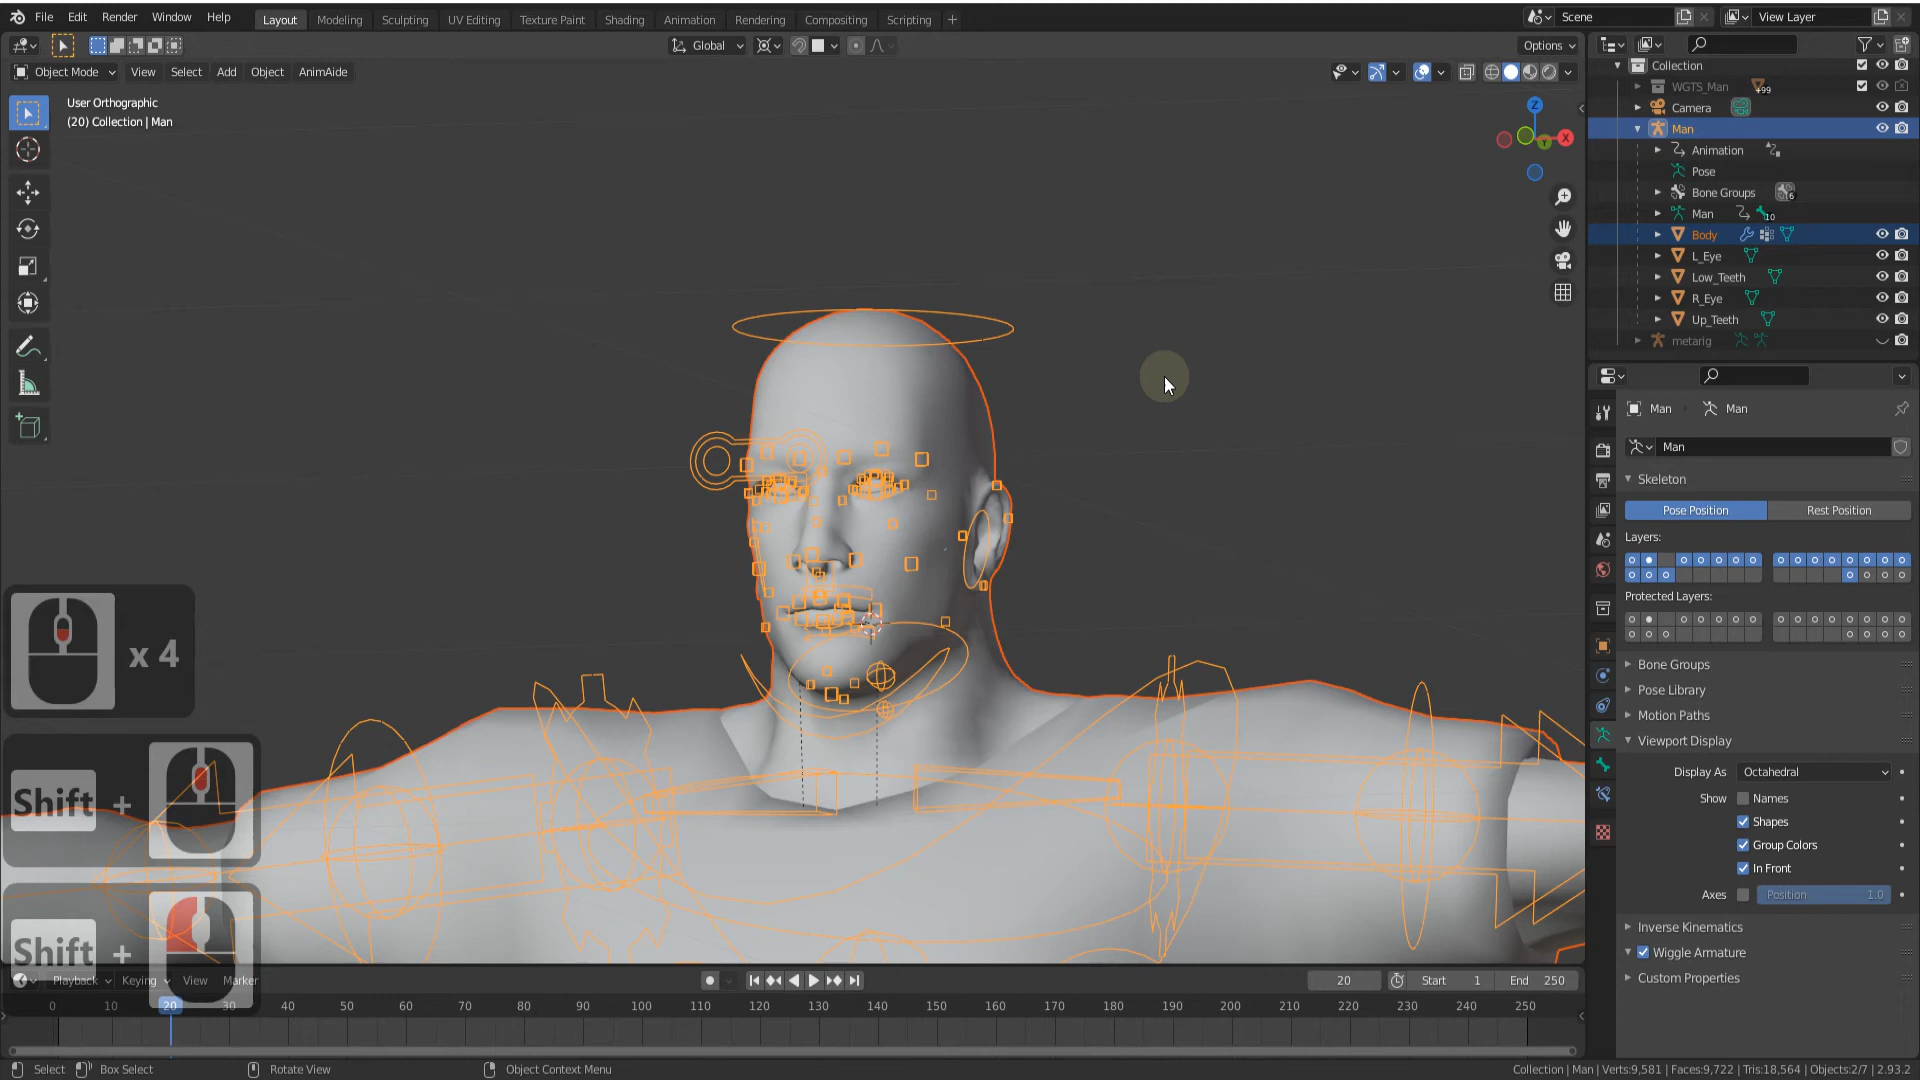 File Edit Render Window Help Layout Modeling Sculpting UV Editing Texture Paint Shading Animation Rendering Compositing Scripting + Scene View Layer
Global Options
Object Mode View Select Add Object AnimAide
User Orthographic
(20) Collection | Man
Z
X
Y
Collection
WGTS_Man +99
Camera
Man
Animation
Pose
Bone Groups 6
Man 10
Body
L_Eye
Low_Teeth
R_Eye
Up_Teeth
metarig
Man Man
Man
Skeleton
Pose Position Rest Position
Layers:
Protected Layers:
Bone Groups
Pose Library
Motion Paths
Viewport Display
Display As Octahedral
Show Names
Shapes
Group Colors
In Front
Axes Position 1.0
Inverse Kinematics
Wiggle Armature
Custom Properties
x 4
Shift +
Shift +
Playback Keying View Marker 20 Start 1 End 250
0 10 20 30 40 50 60 70 80 90 100 110 120 130 140 150 160 170 180 190 200 210 220 230 240 250
Select Box Select Rotate View Object Context Menu Collection | Man | Verts:9,581 | Faces:9,722 | Tris:18,564 | Objects:2/7 | 2.93.2